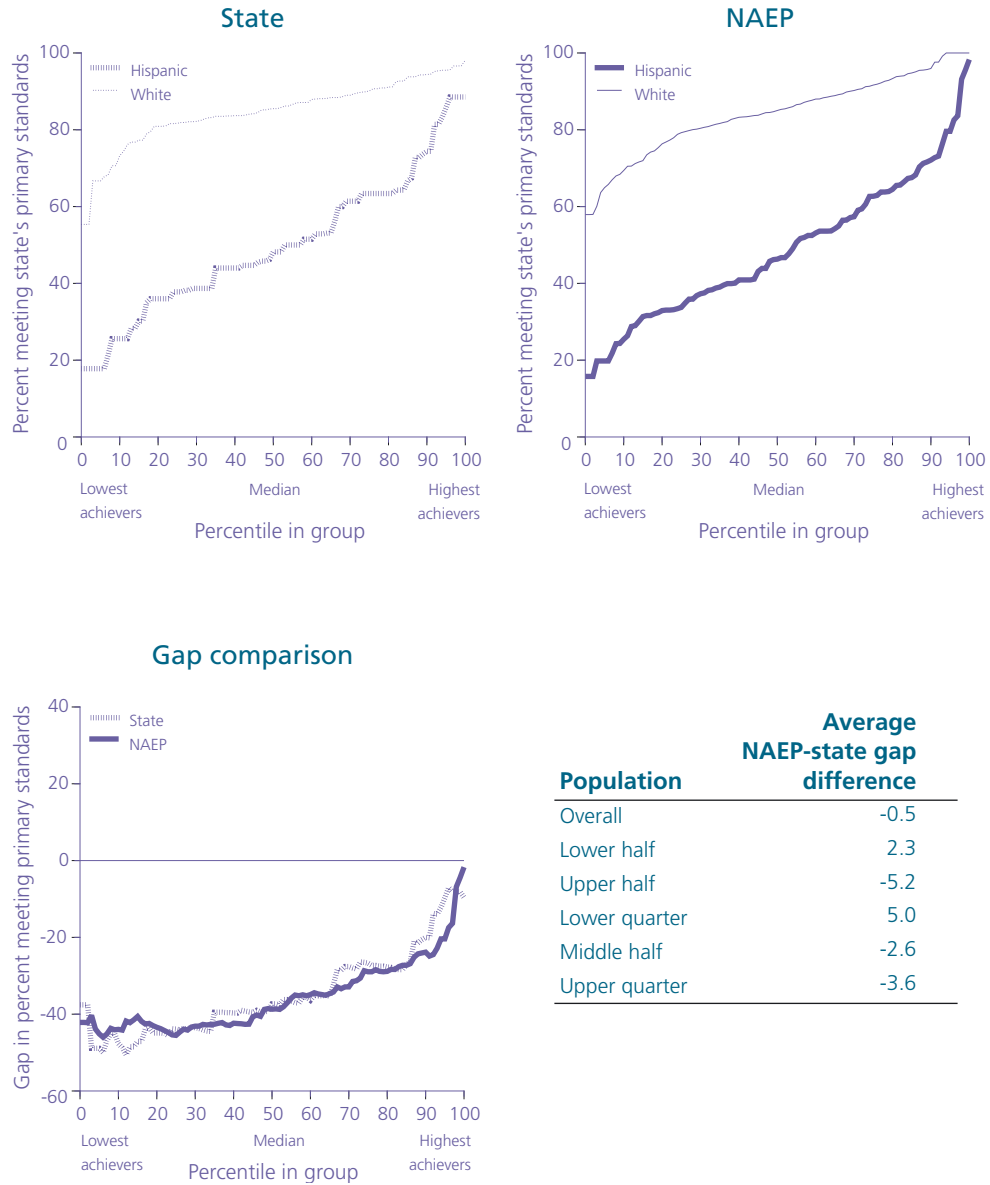 State
Percent meeting state's primary standards
100
80
60
40
20
0
Hispanic
White
0 10 20 30 40 50 60 70 80 90 100
Lowest achievers
Median
Highest achievers
Percentile in group
NAEP
Percent meeting state's primary standards
100
80
60
40
20
0
Hispanic
White
0 10 20 30 40 50 60 70 80 90 100
Lowest achievers
Median
Highest achievers
Percentile in group
Gap comparison
Gap in percent meeting primary standards
40
20
0
-20
-40
-60
State
NAEP
0 10 20 30 40 50 60 70 80 90 100
Lowest achievers
Median
Highest achievers
Percentile in group
Population Average NAEP-state gap difference
Overall -0.5
Lower half 2.3
Upper half -5.2
Lower quarter 5.0
Middle half -2.6
Upper quarter -3.6